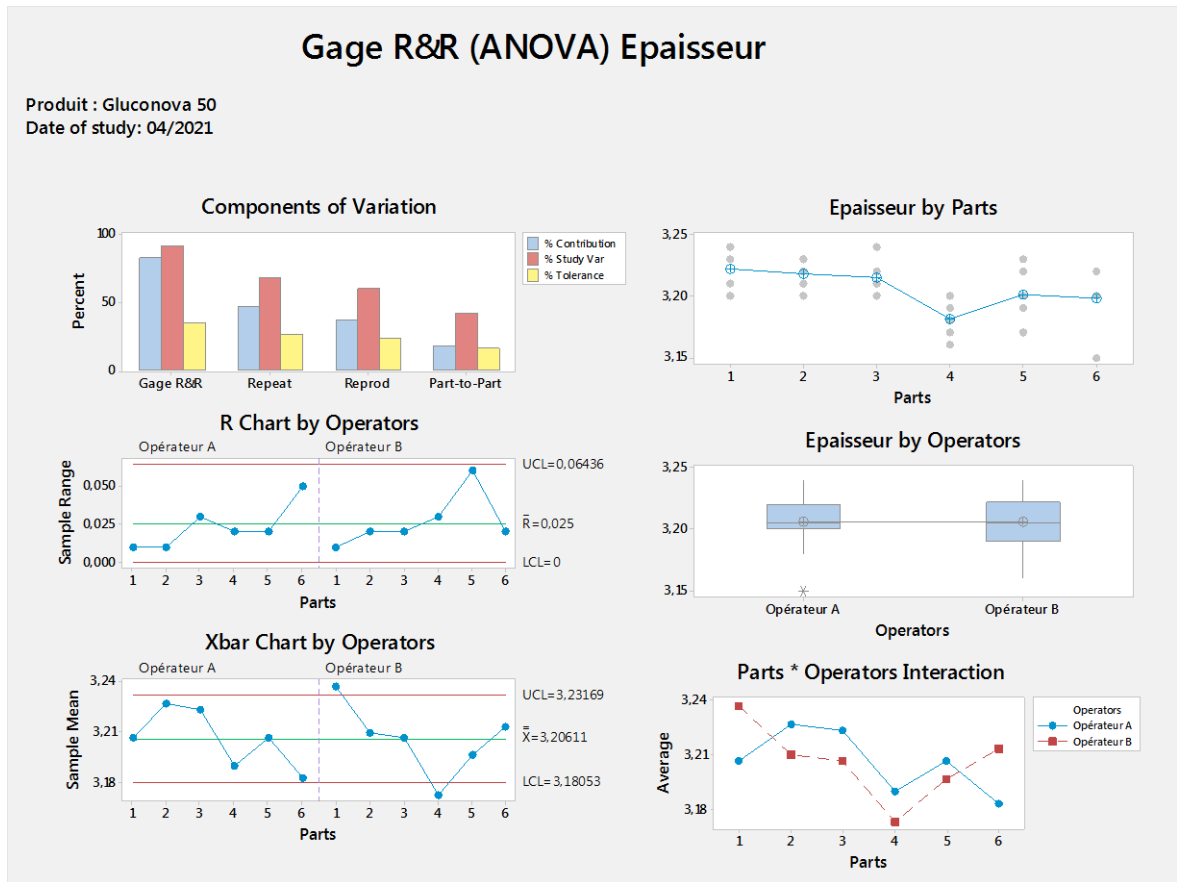 Gage R&R (ANOVA) Epaisseur
Produit : Gluconova 50
Date of study: 04/2021
Components of Variation
100
50
0
Percent
Gage R&R Repeat Reprod Part-to-Part
% Contribution
% Study Var
% Tolerance
R Chart by Operators
Opérateur A Opérateur B
0,050
0,025
0,000
Sample Range
UCL=0,06436
R=0,025
LCL=0
1 2 3 4 5 6 1 2 3 4 5 6
Parts
Xbar Chart by Operators
Opérateur A Opérateur B
3,24
3,21
3,18
Sample Mean
UCL=3,23169
X=3,20611
LCL=3,18053
1 2 3 4 5 6 1 2 3 4 5 6
Parts
Epaisseur by Parts
3,25
3,20
3,15
1 2 3 4 5 6
Parts
Epaisseur by Operators
3,25
3,20
3,15
Opérateur A Opérateur B
Operators
Parts * Operators Interaction
3,24
3,21
3,18
Average
1 2 3 4 5 6
Parts
Operators
Opérateur A
Opérateur B